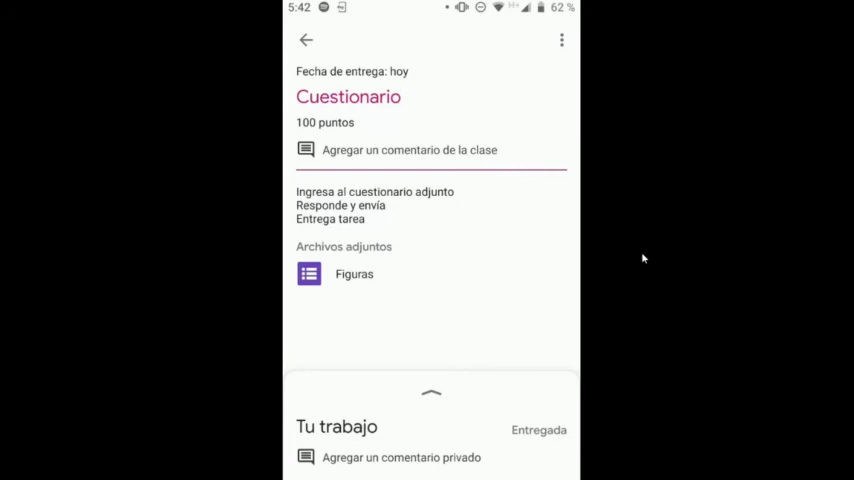 5:42 62 %
Fecha de entrega: hoy
Cuestionario
100 puntos
Agregar un comentario de la clase
Ingresa al cuestionario adjunto
Responde y envía
Entrega tarea
Archivos adjuntos
Figuras
Tu trabajo Entregada
Agregar un comentario privado